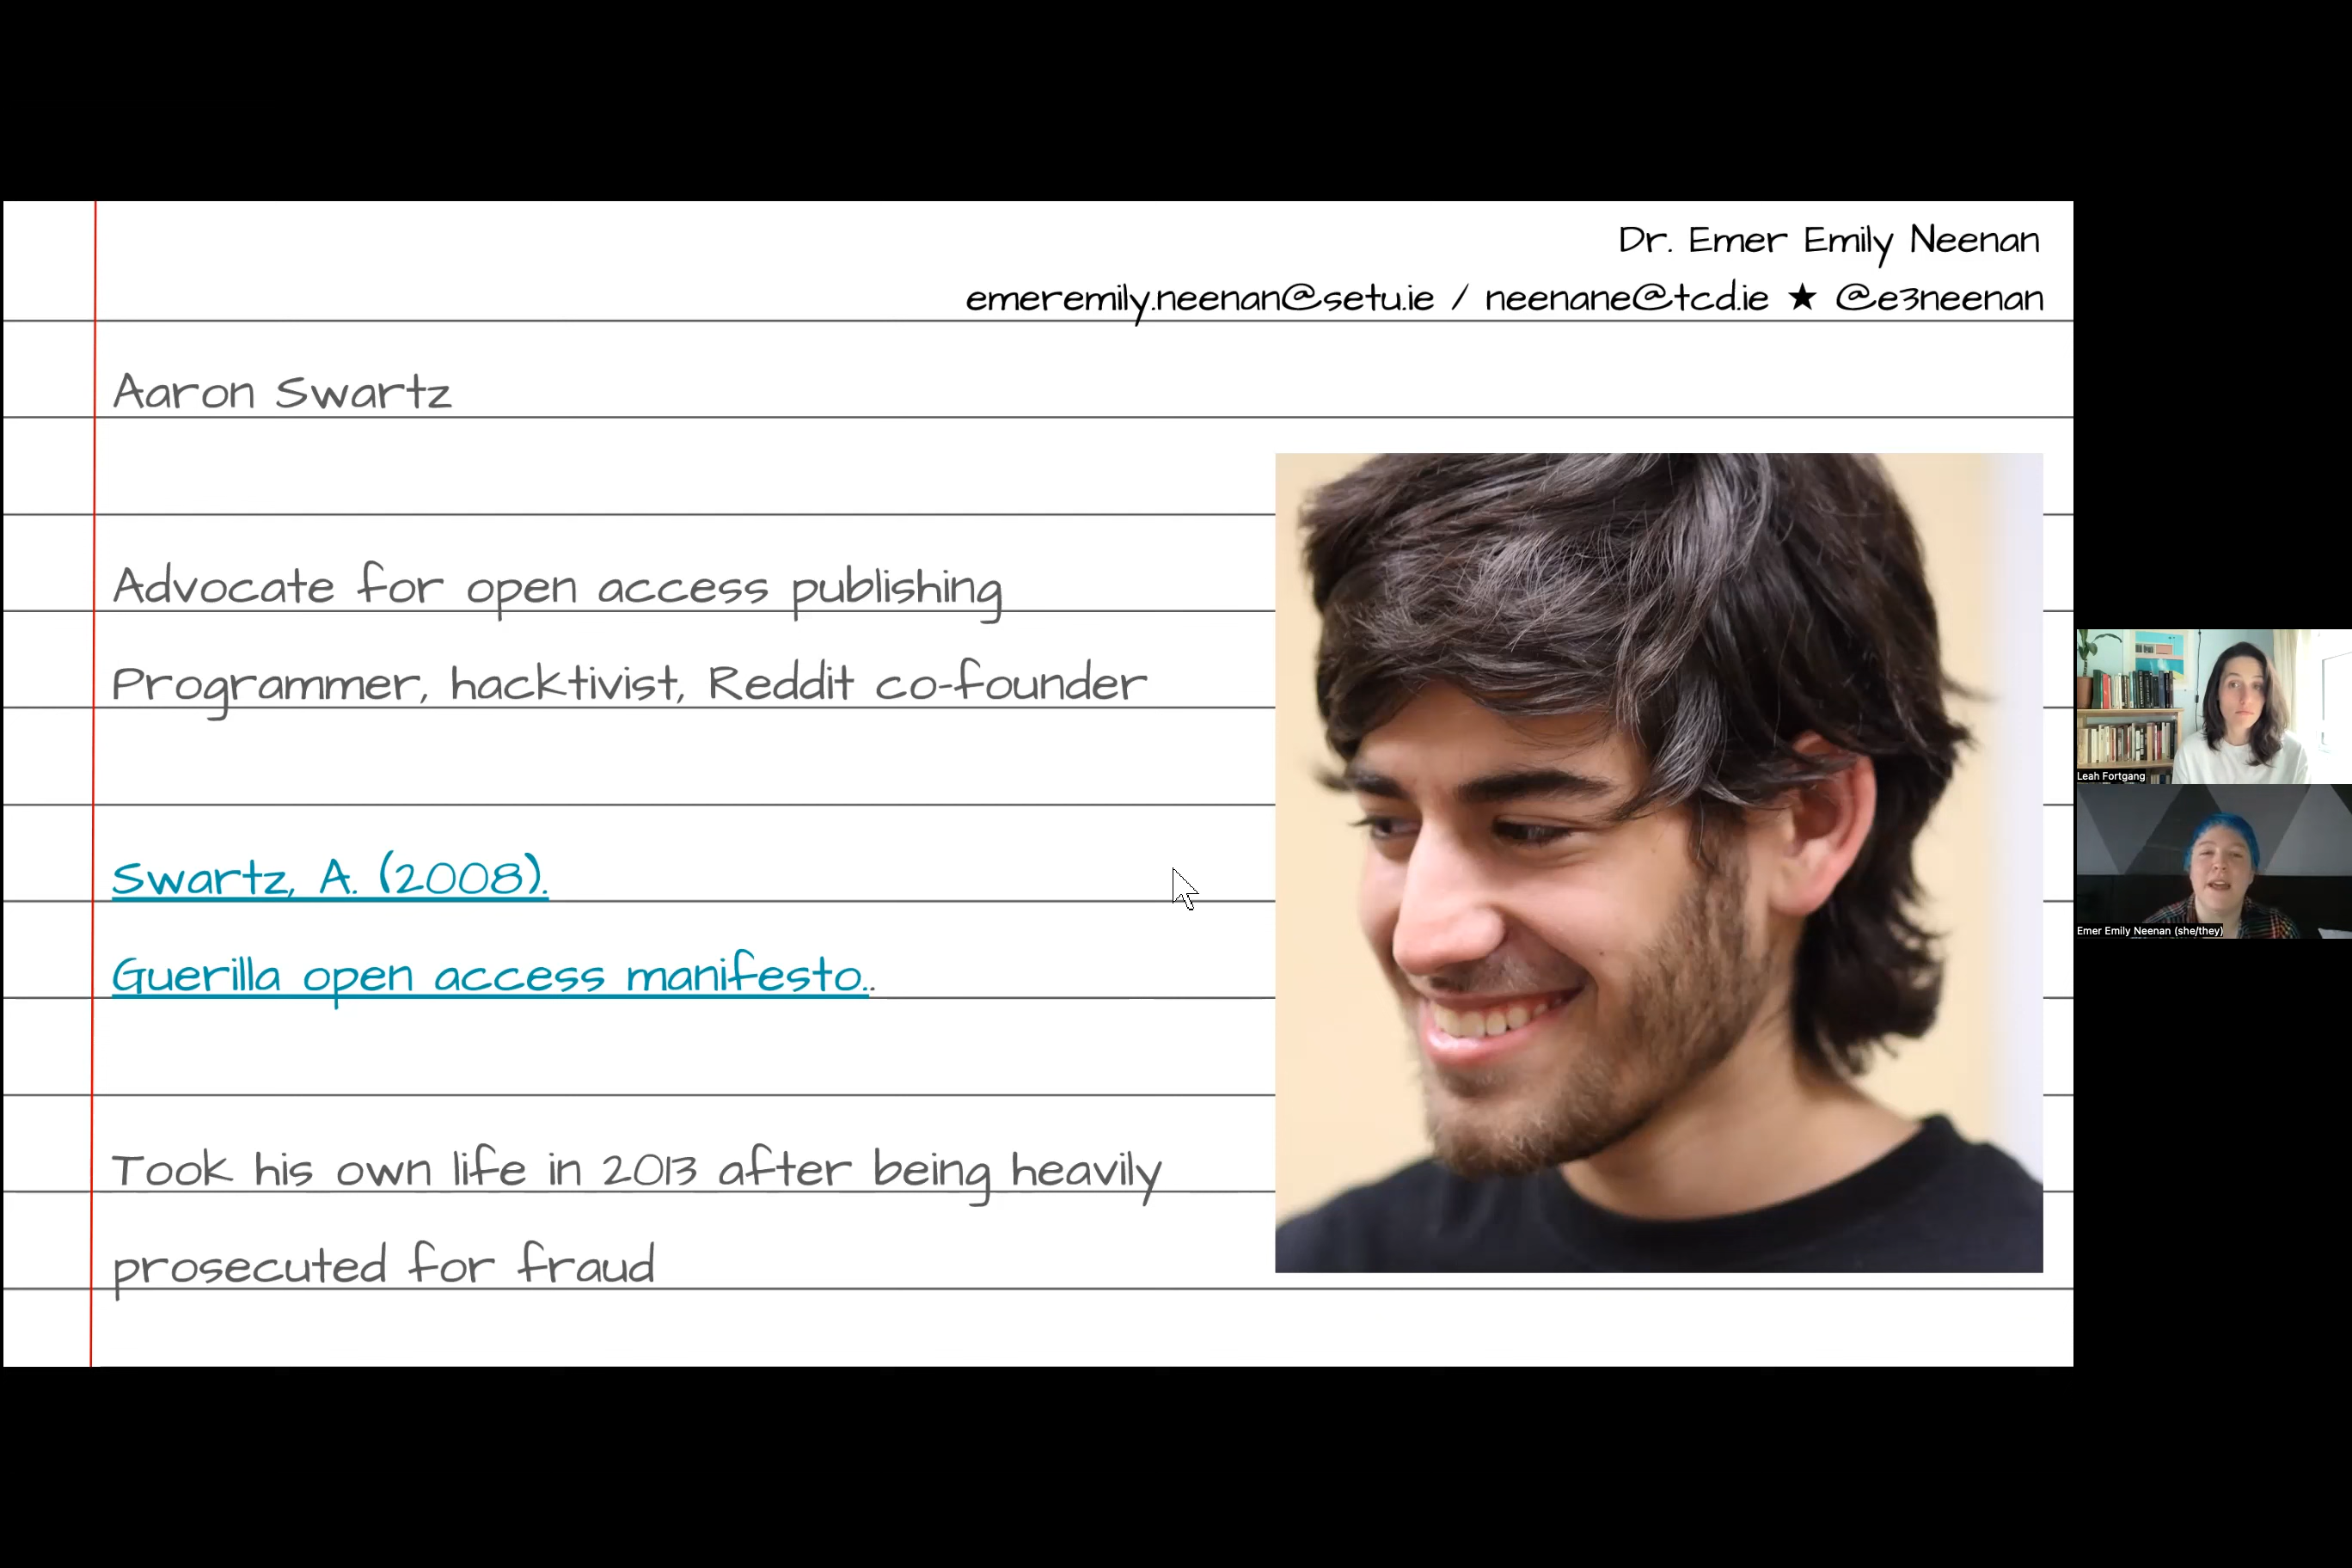 Dr. Emer Emily Neenan
emeremily.neenan@setu.ie / neenane@tcd.ie ★ @e3neenan
Aaron Swartz
Advocate for open access publishing
Programmer, hacktivist, Reddit co-founder
Swartz, A. (2008).
Guerilla open access manifesto..
Took his own life in 2013 after being heavily
prosecuted for fraud
Leah Fortgang
Emer Emily Neenan (she/they)